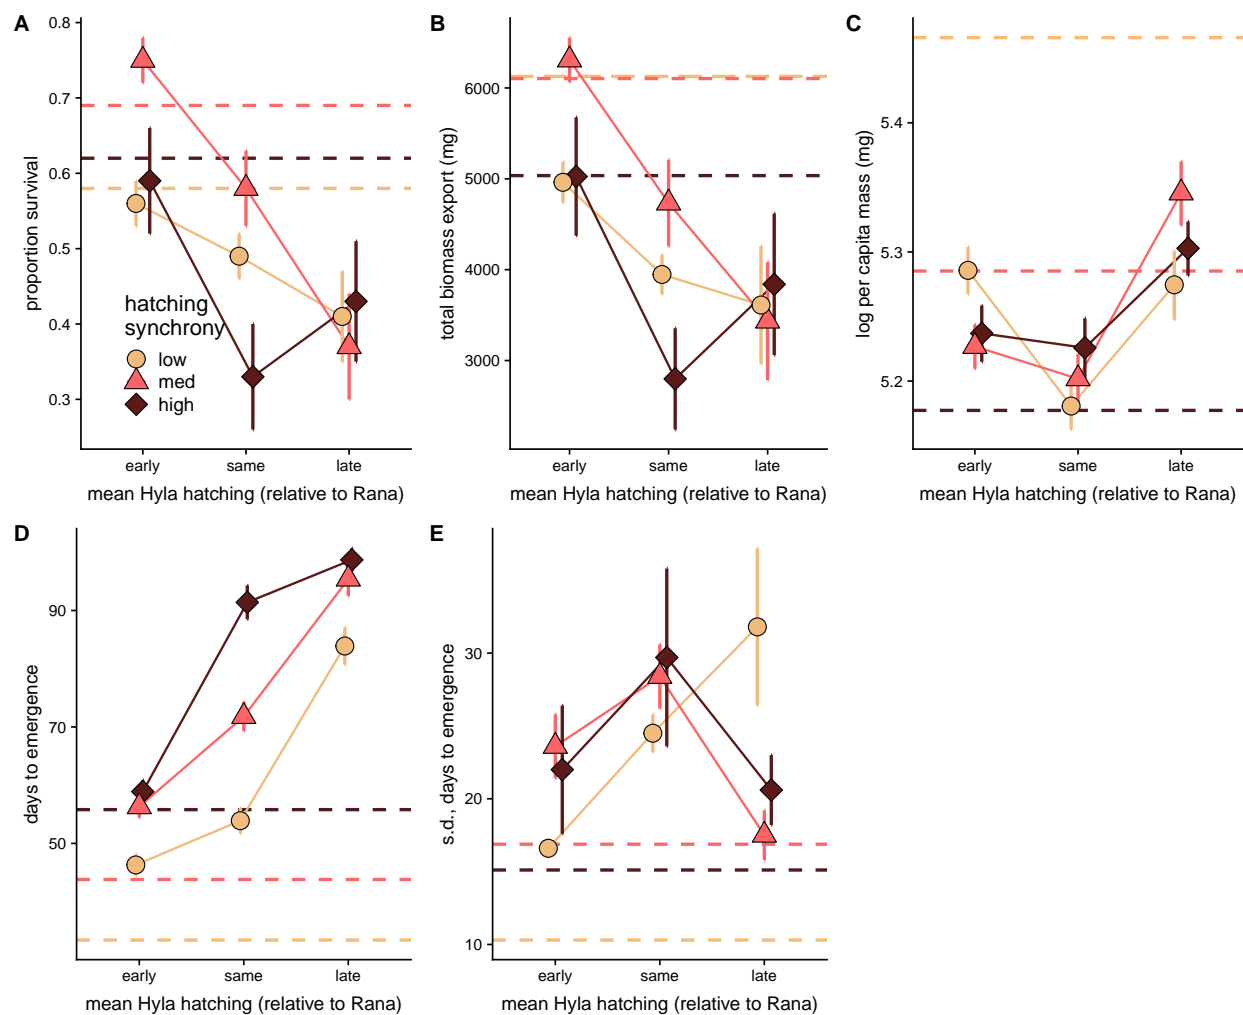 A
proportion survival
0.8
0.7
0.6
0.5
0.4
0.3
hatching
synchrony
low
med
high
early same late
mean Hyla hatching (relative to Rana)
B
total biomass export (mg)
6000
5000
4000
3000
early same late
mean Hyla hatching (relative to Rana)
C
log per capita mass (mg)
5.4
5.3
5.2
early same late
mean Hyla hatching (relative to Rana)
D
days to emergence
90
70
50
early same late
mean Hyla hatching (relative to Rana)
E
s.d., days to emergence
30
20
10
early same late
mean Hyla hatching (relative to Rana)